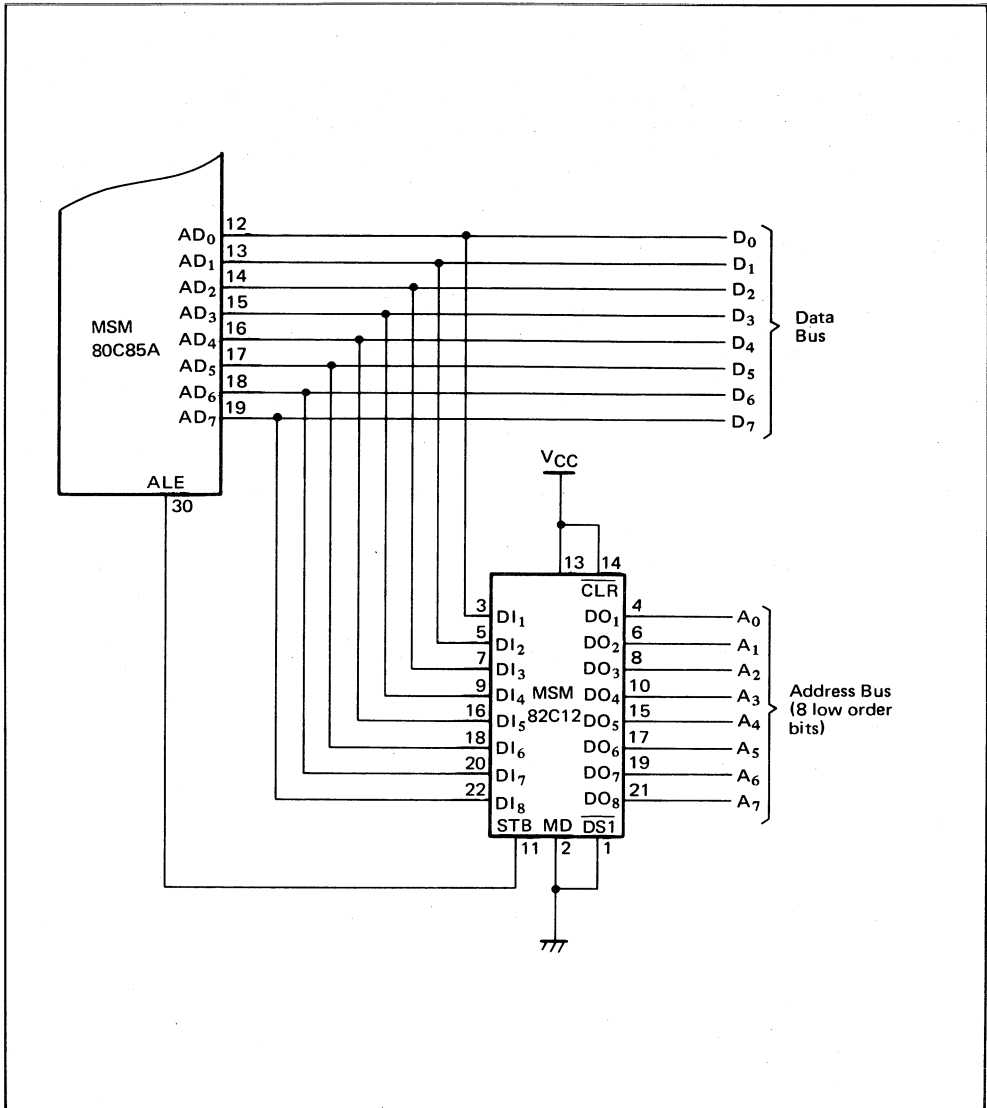 AD₀ 12 D₀
AD₁ 13 D₁
AD₂ 14 D₂
AD₃ 15 D₃
AD₄ 16 D₄
AD₅ 17 D₅
AD₆ 18 D₆
AD₇ 19 D₇
MSM
80C85A
Data
Bus
ALE
30
VCC
13 14
CLR
3 DI₁ DO₁ 4 A₀
5 DI₂ DO₂ 6 A₁
7 DI₃ DO₃ 8 A₂
9 DI₄ DO₄ 10 A₃
16 DI₅ DO₅ 15 A₄
18 DI₆ DO₆ 17 A₅
20 DI₇ DO₇ 19 A₆
22 DI₈ DO₈ 21 A₇
MSM
82C12
Address Bus
(8 low order
bits)
STB MD DS1
11 2 1